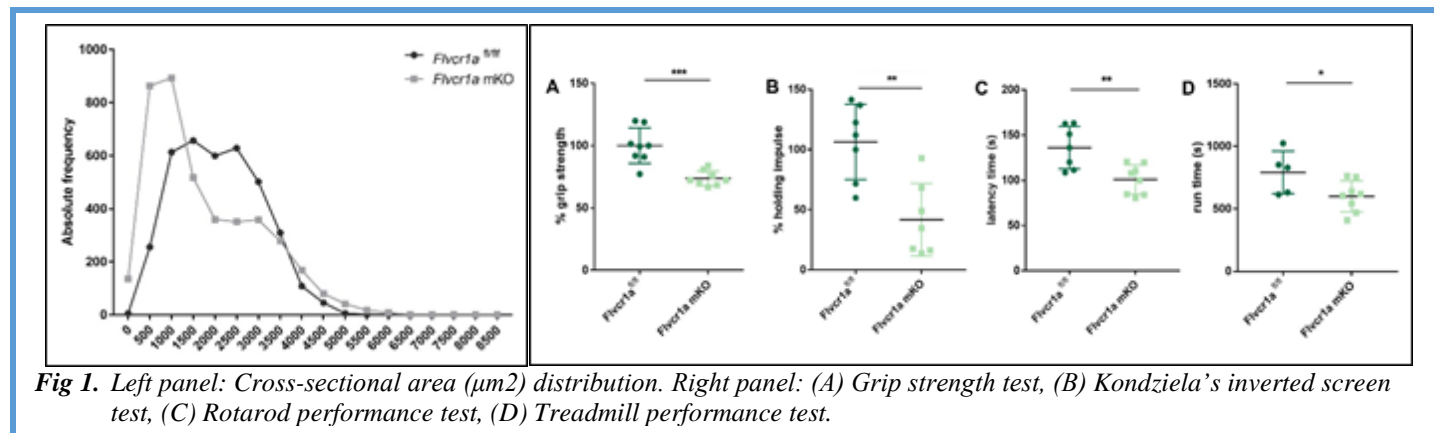 1000
800
600
400
200
0
Absolute frequency
Flvcr1a fl/fl
Flvcr1a mKO
0
500
1000
1500
2000
2500
3000
3500
4000
4500
5000
5500
6000
6500
7000
7500
8000
8500
A
% grip strength
150
100
50
0
***
Flvcr1a fl/fl
Flvcr1a mKO
B
% holding impulse
150
100
50
0
**
Flvcr1a fl/fl
Flvcr1a mKO
C
latency time (s)
200
150
100
50
0
**
Flvcr1a fl/fl
Flvcr1a mKO
D
run time (s)
1500
1000
500
0
*
Flvcr1a fl/fl
Flvcr1a mKO
Fig 1. Left panel: Cross-sectional area (µm2) distribution. Right panel: (A) Grip strength test, (B) Kondziela’s inverted screen
test, (C) Rotarod performance test, (D) Treadmill performance test.